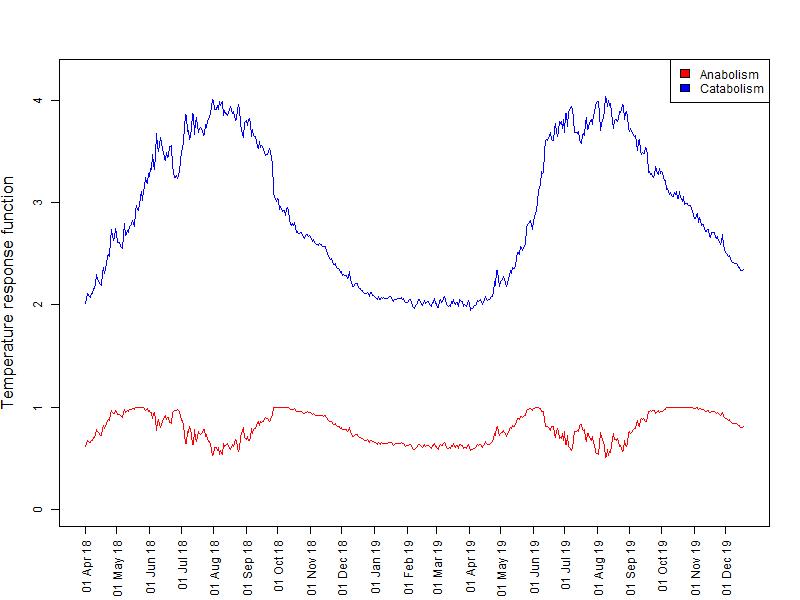 Anabolism
Catabolism
Temperature response function
4
3
2
1
0
01 Apr 18
01 May 18
01 Jun 18
01 Jul 18
01 Aug 18
01 Sep 18
01 Oct 18
01 Nov 18
01 Dec 18
01 Jan 19
01 Feb 19
01 Mar 19
01 Apr 19
01 May 19
01 Jun 19
01 Jul 19
01 Aug 19
01 Sep 19
01 Oct 19
01 Nov 19
01 Dec 19